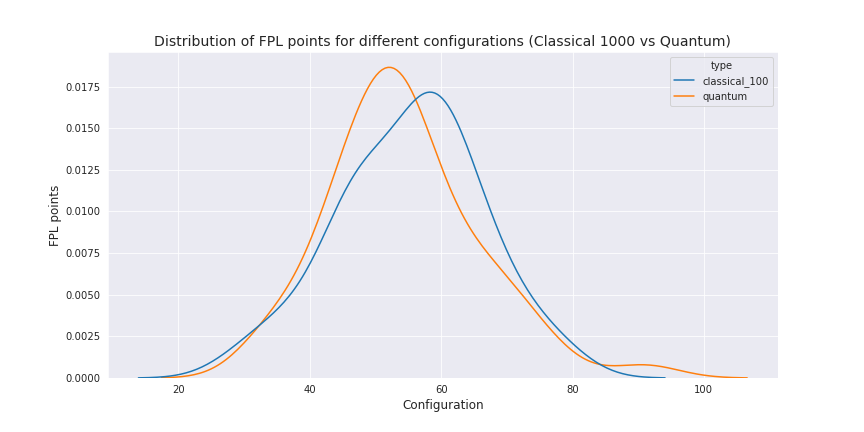 Distribution of FPL points for different configurations (Classical 1000 vs Quantum)
type
classical_100
quantum
FPL points
0.0175
0.0150
0.0125
0.0100
0.0075
0.0050
0.0025
0.0000
20 40 60 80 100
Configuration